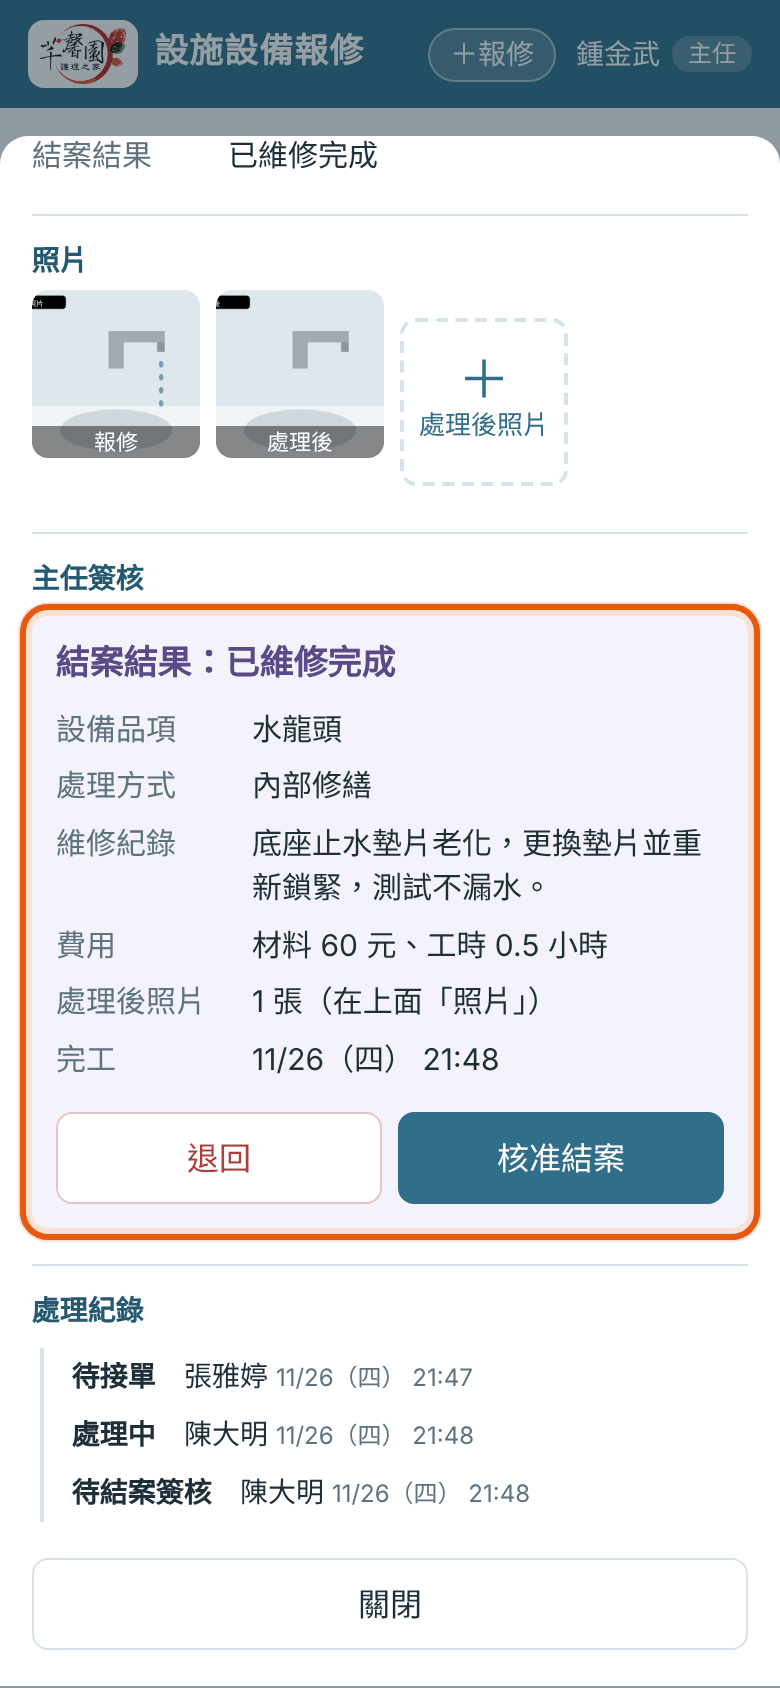 芊馨園
護理之家
設施設備報修
＋報修
鍾金武
主任
結案結果 已維修完成
照片
報修
處理後
處理後照片
主任簽核
結案結果：已維修完成
設備品項 水龍頭
處理方式 內部修繕
維修紀錄 底座止水墊片老化，更換墊片並重
新鎖緊，測試不漏水。
費用 材料 60 元、工時 0.5 小時
處理後照片 1 張（在上面「照片」）
完工 11/26（四） 21:48
退回
核准結案
處理紀錄
待接單 張雅婷 11/26（四） 21:47
處理中 陳大明 11/26（四） 21:48
待結案簽核 陳大明 11/26（四） 21:48
關閉